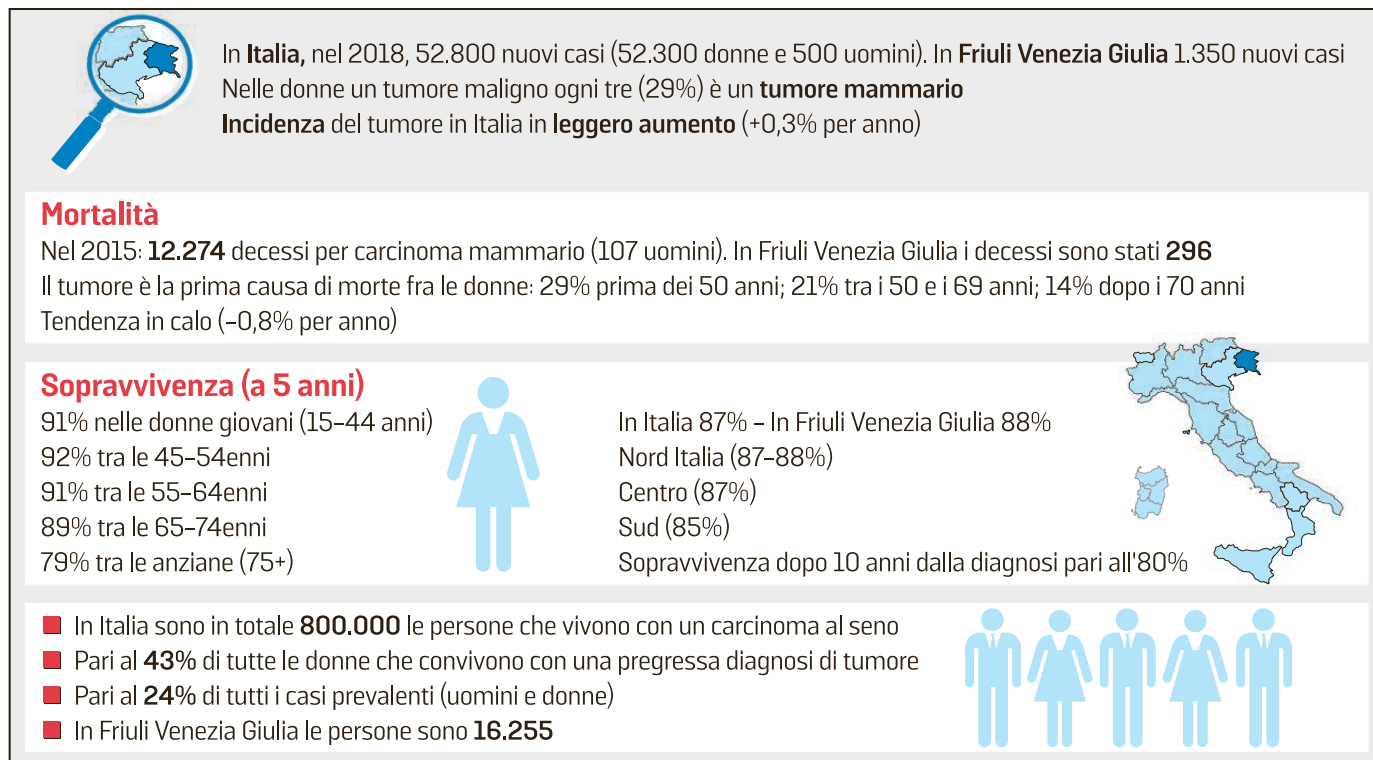 In Italia, nel 2018, 52.800 nuovi casi (52.300 donne e 500 uomini). In Friuli Venezia Giulia 1.350 nuovi casi
Nelle donne un tumore maligno ogni tre (29%) è un tumore mammario
Incidenza del tumore in Italia in leggero aumento (+0,3% per anno)
Mortalità
Nel 2015: 12.274 decessi per carcinoma mammario (107 uomini). In Friuli Venezia Giulia i decessi sono stati 296
Il tumore è la prima causa di morte fra le donne: 29% prima dei 50 anni; 21% tra i 50 e i 69 anni; 14% dopo i 70 anni
Tendenza in calo (–0,8% per anno)
Sopravvivenza (a 5 anni)
91% nelle donne giovani (15–44 anni)
92% tra le 45–54enni
91% tra le 55–64enni
89% tra le 65–74enni
79% tra le anziane (75+)
In Italia 87% – In Friuli Venezia Giulia 88%
Nord Italia (87–88%)
Centro (87%)
Sud (85%)
Sopravvivenza dopo 10 anni dalla diagnosi pari all'80%
In Italia sono in totale 800.000 le persone che vivono con un carcinoma al seno
Pari al 43% di tutte le donne che convivono con una pregressa diagnosi di tumore
Pari al 24% di tutti i casi prevalenti (uomini e donne)
In Friuli Venezia Giulia le persone sono 16.255